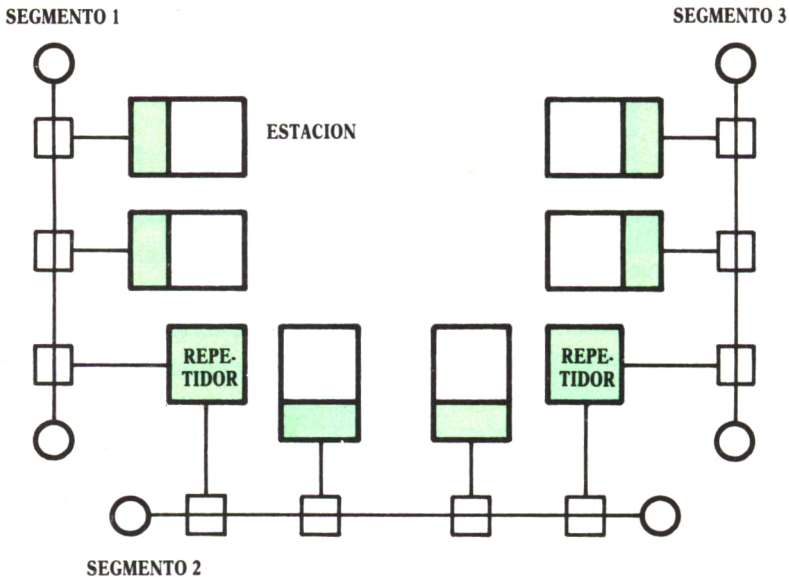 SEGMENTO 1
SEGMENTO 3
ESTACION
REPE-
TIDOR
REPE-
TIDOR
SEGMENTO 2